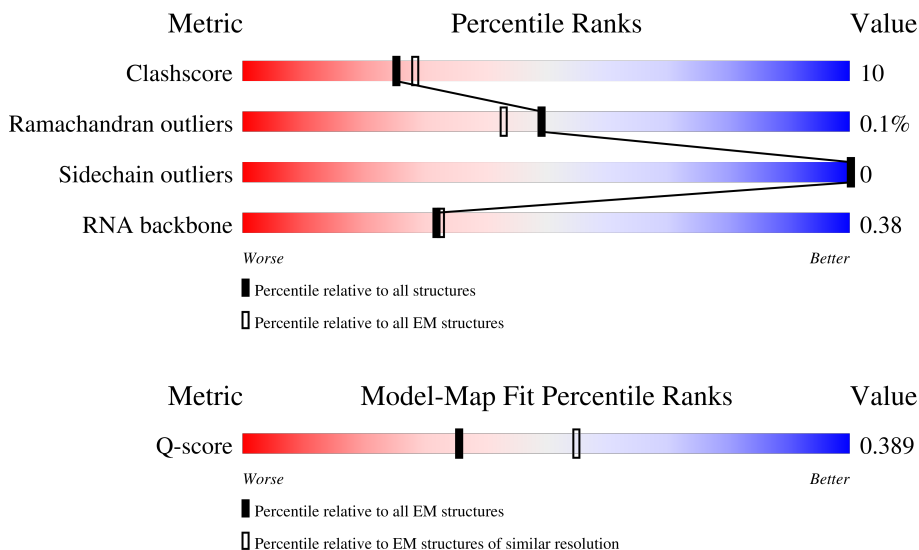 Metric Percentile Ranks Value
Clashscore 10
Ramachandran outliers 0.1%
Sidechain outliers 0
RNA backbone 0.38
Worse Better
Percentile relative to all structures
Percentile relative to all EM structures
Metric Model-Map Fit Percentile Ranks Value
Q-score 0.389
Worse Better
Percentile relative to all EM structures
Percentile relative to EM structures of similar resolution